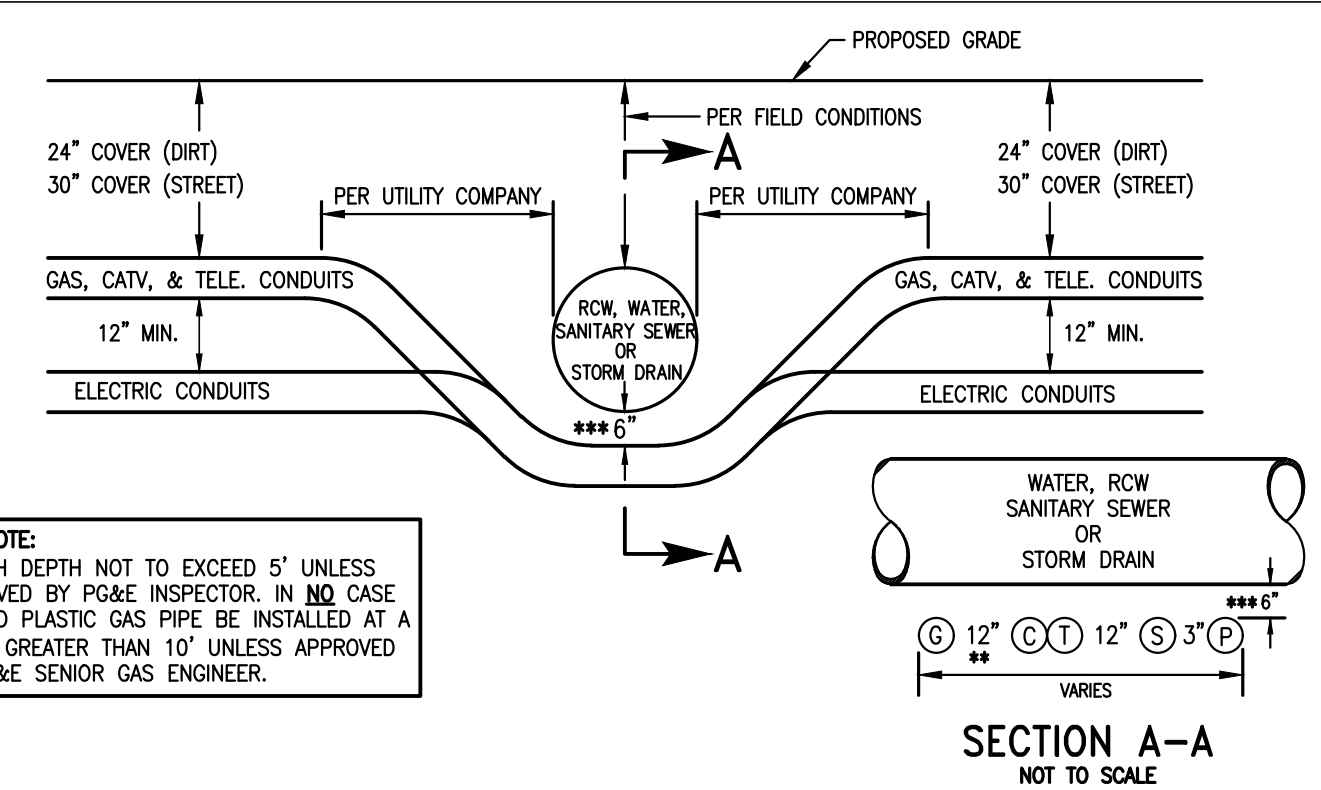 PROPOSED GRADE
PER FIELD CONDITIONS
A
24” COVER (DIRT)
30” COVER (STREET)
24” COVER (DIRT)
30” COVER (STREET)
PER UTILITY COMPANY
PER UTILITY COMPANY
GAS, CATV, & TELE. CONDUITS
GAS, CATV, & TELE. CONDUITS
RCW, WATER,
SANITARY SEWER
OR
STORM DRAIN
12” MIN.
12” MIN.
ELECTRIC CONDUITS
ELECTRIC CONDUITS
***6”
A
WATER, RCW
SANITARY SEWER
OR
STORM DRAIN
***6”
G 12” C T 12” S 3” P
**
VARIES
SECTION A-A
NOT TO SCALE
OTE:
H DEPTH NOT TO EXCEED 5’ UNLESS
VED BY PG&E INSPECTOR. IN NO CASE
D PLASTIC GAS PIPE BE INSTALLED AT A
GREATER THAN 10’ UNLESS APPROVED
&E SENIOR GAS ENGINEER.